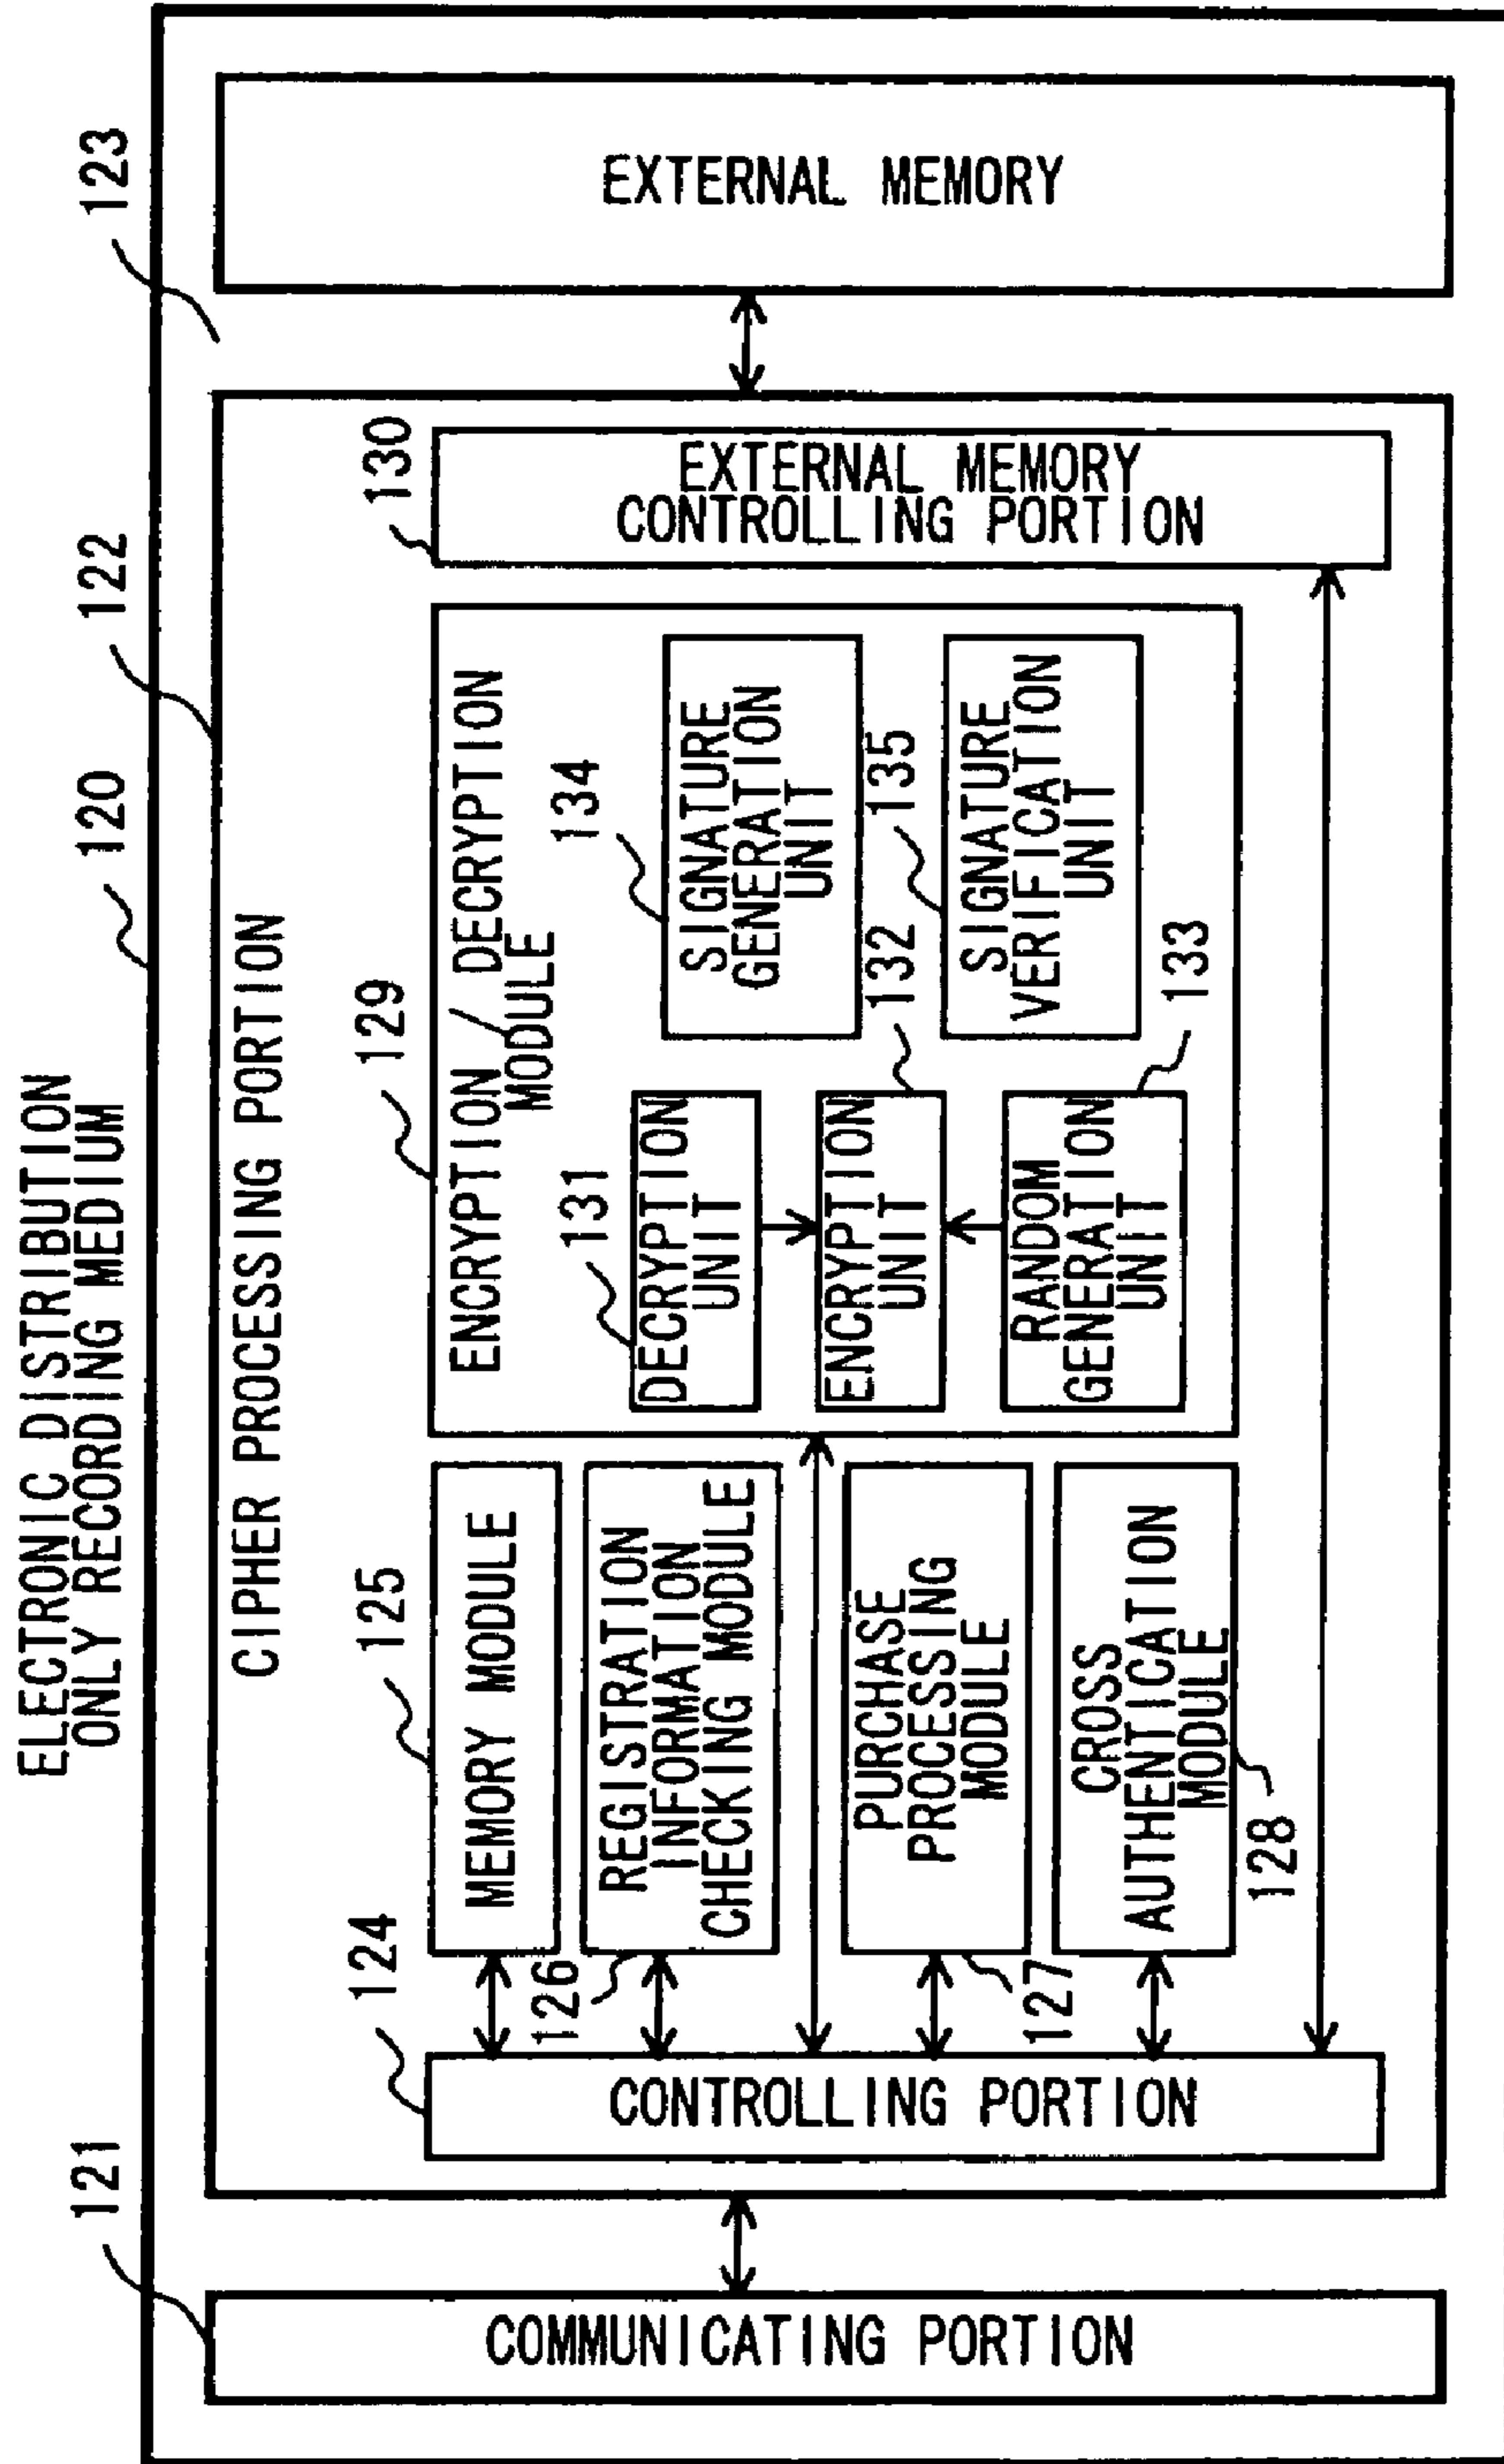 ELECTRONIC DISTRIBUTION
ONLY RECORDING MEDIUM
120
121
COMMUNICATING PORTION
122
CIPHER PROCESSING PORTION
124
CONTROLLING PORTION
125
MEMORY MODULE
126
REGISTRATION
INFORMATION
CHECKING MODULE
127
PURCHASE
PROCESSING
MODULE
128
CROSS
AUTHENTICATION
MODULE
129
ENCRYPTION/DECRYPTION
MODULE
131
DECRYPTION
UNIT
132
ENCRYPTION
UNIT
133
RANDOM
GENERATION
UNIT
134
SIGNATURE
GENERATION
UNIT
135
SIGNATURE
VERIFICATION
UNIT
130
EXTERNAL MEMORY
CONTROLLING PORTION
123
EXTERNAL MEMORY